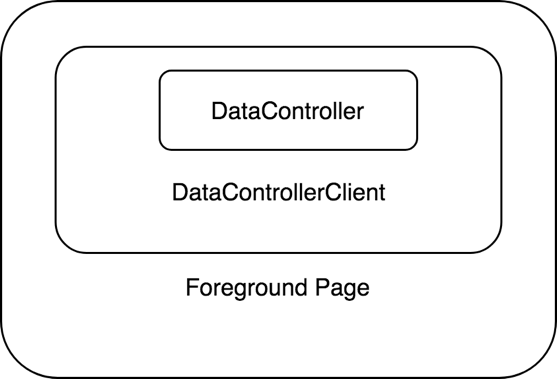 DataController
DataControllerClient
Foreground Page